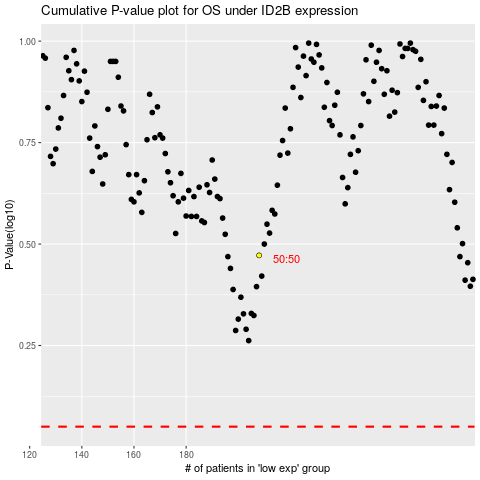 Cumulative P-value plot for OS under ID2B expression
P-Value(log10)
1.00
0.75
0.50
0.25
50:50
120 140 160 180
# of patients in 'low exp' group